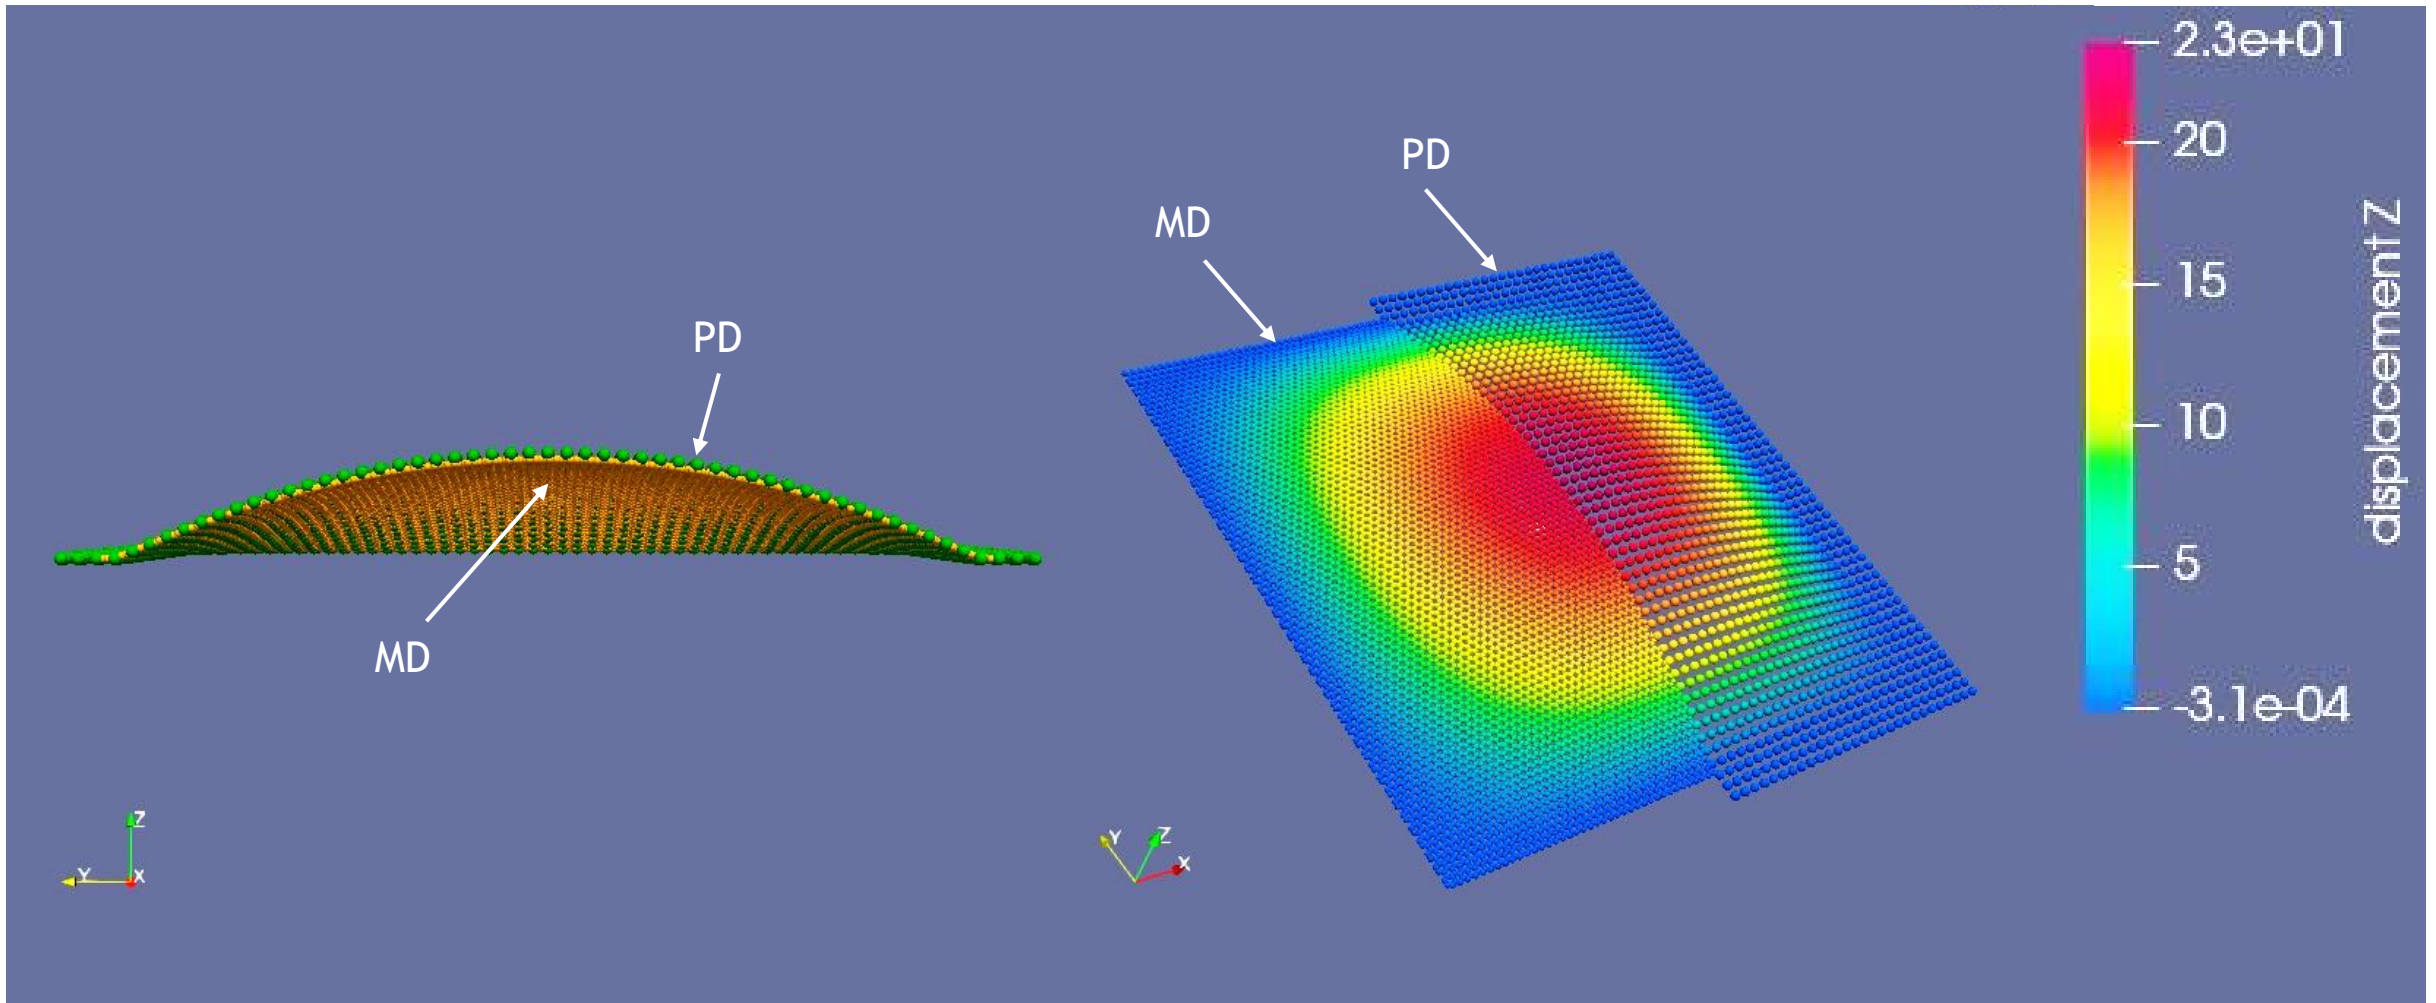 PD
MD
Z
Y
X
MD
PD
Y
Z
X
2.3e+01
20
15
10
5
-3.1e-04
displacement Z